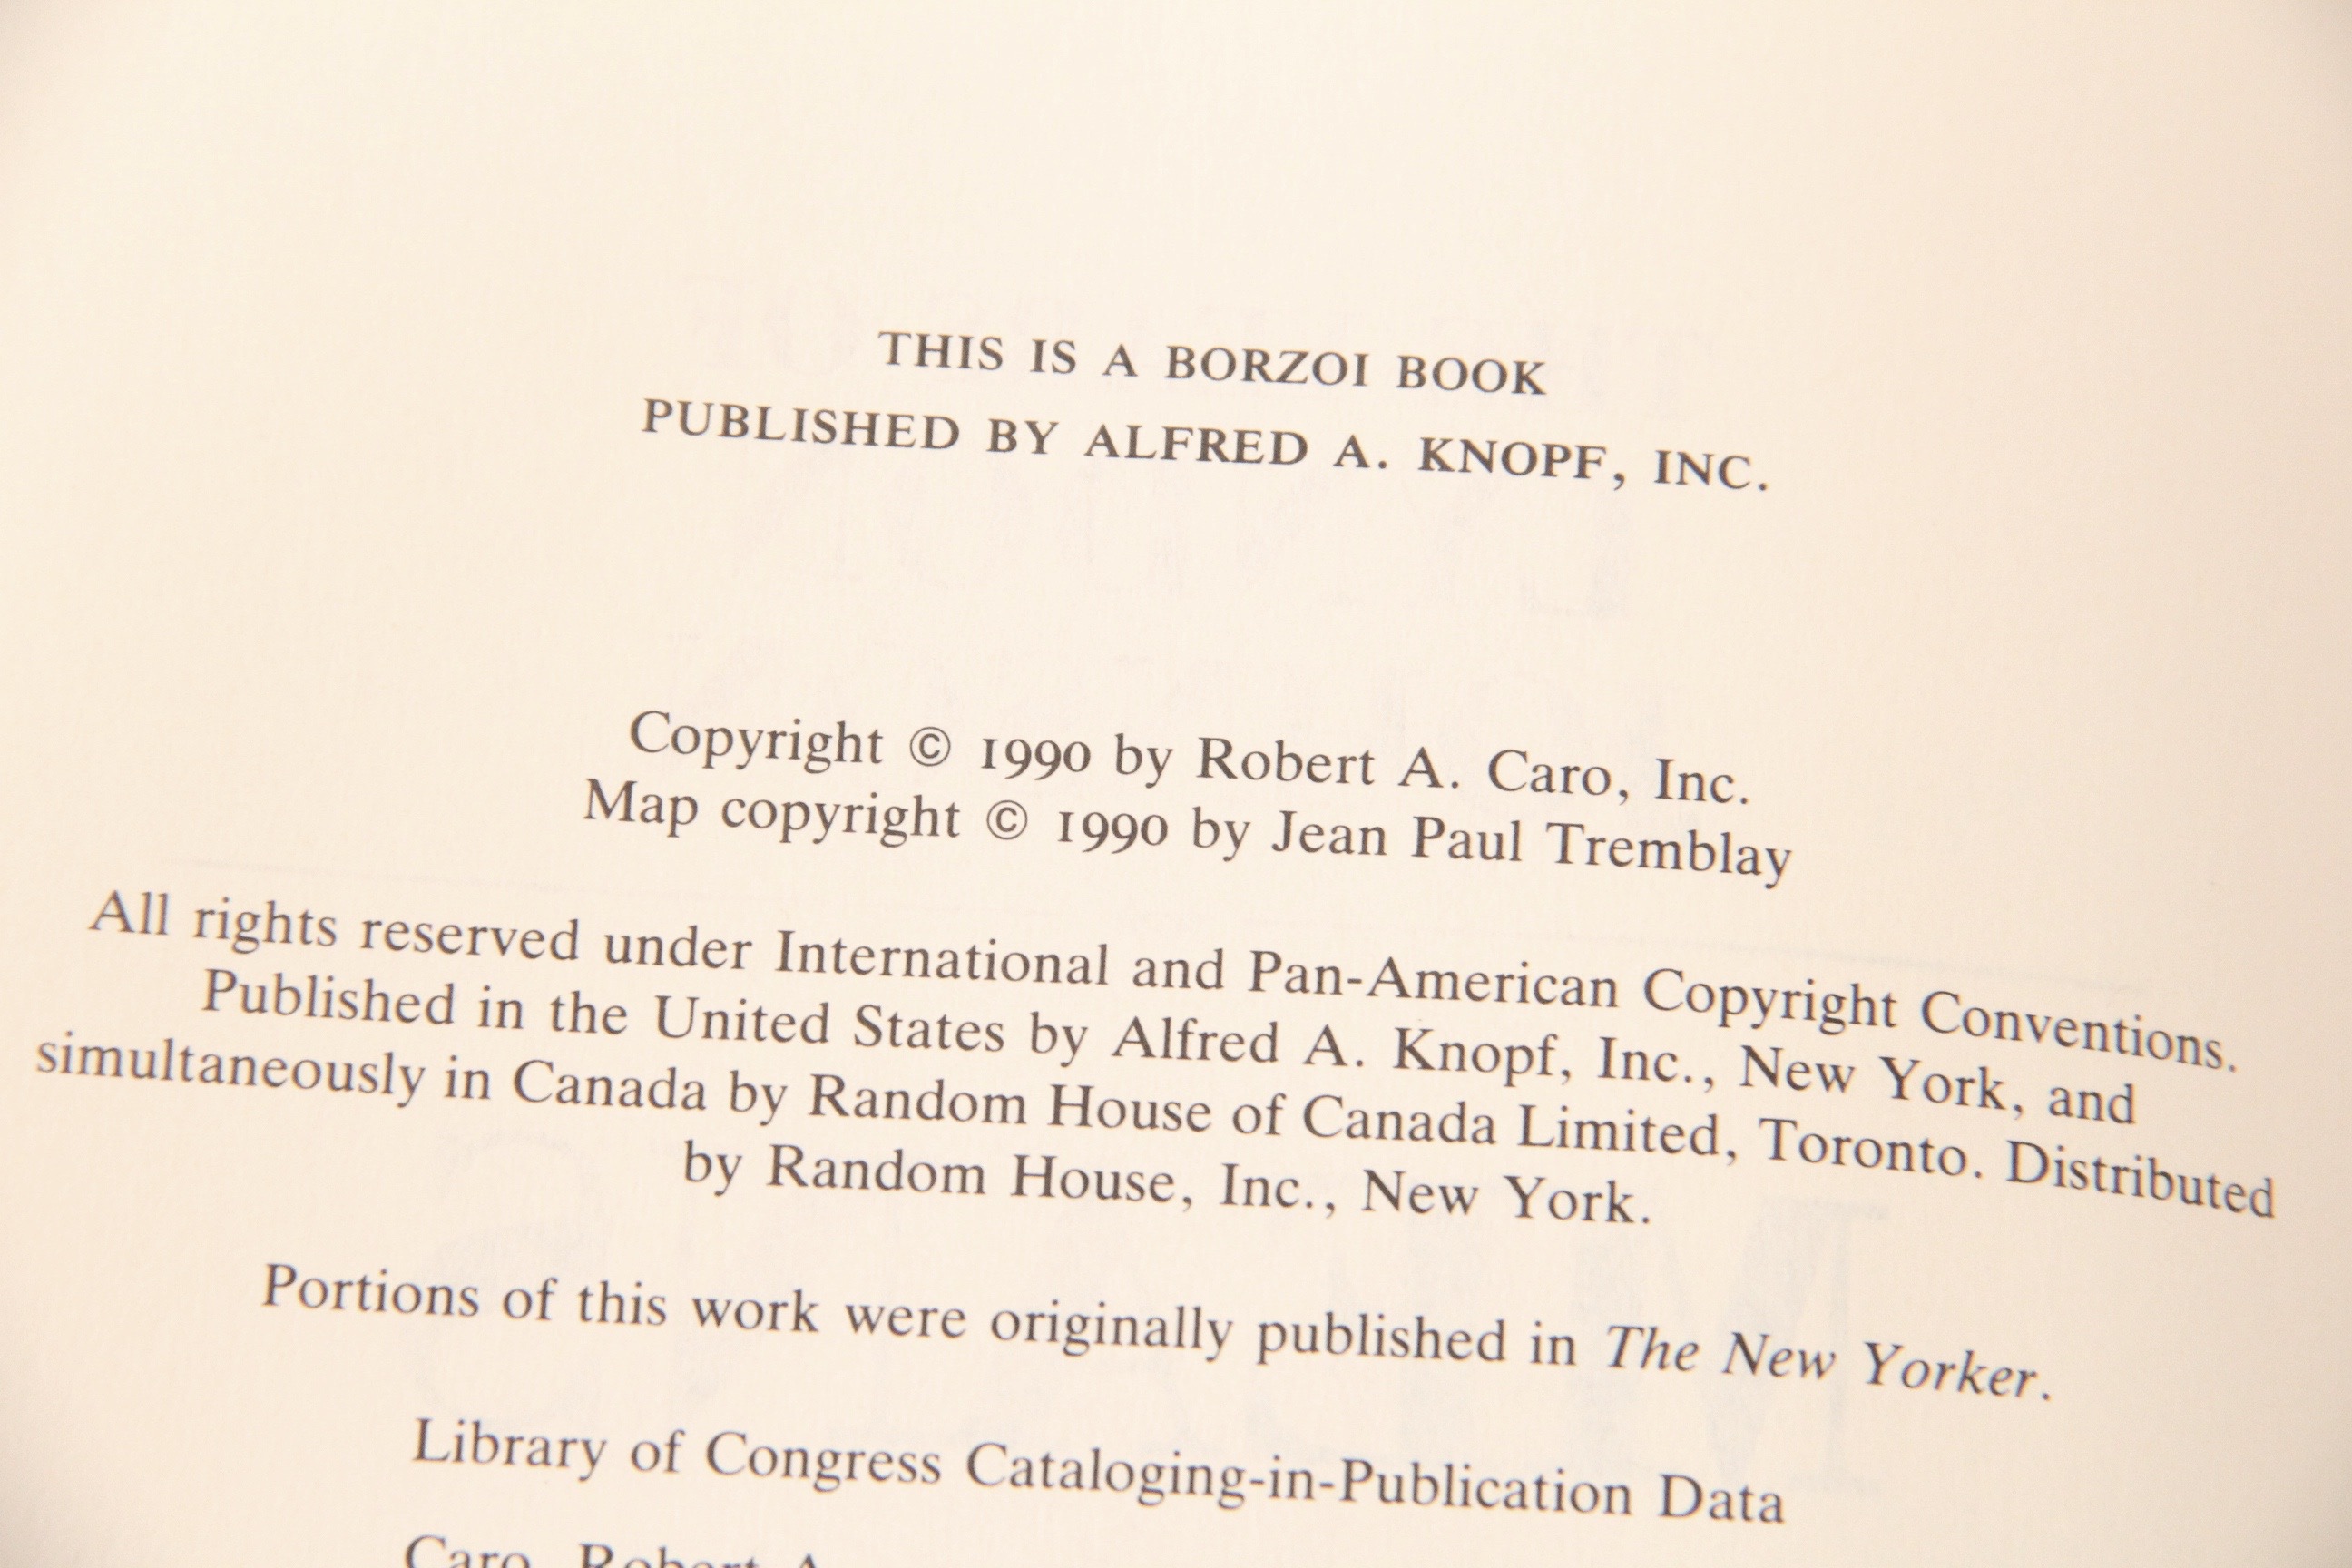 THIS IS A BORZOI BOOK
PUBLISHED BY ALFRED A. KNOPF, INC.
Copyright © 1990 by Robert A. Caro, Inc.
Map copyright © 1990 by Jean Paul Tremblay
All rights reserved under International and Pan-American Copyright Conventions.
Published in the United States by Alfred A. Knopf, Inc., New York, and
simultaneously in Canada by Random House of Canada Limited, Toronto. Distributed
by Random House, Inc., New York.
Portions of this work were originally published in The New Yorker.
Library of Congress Cataloging-in-Publication Data
Caro, Robert A